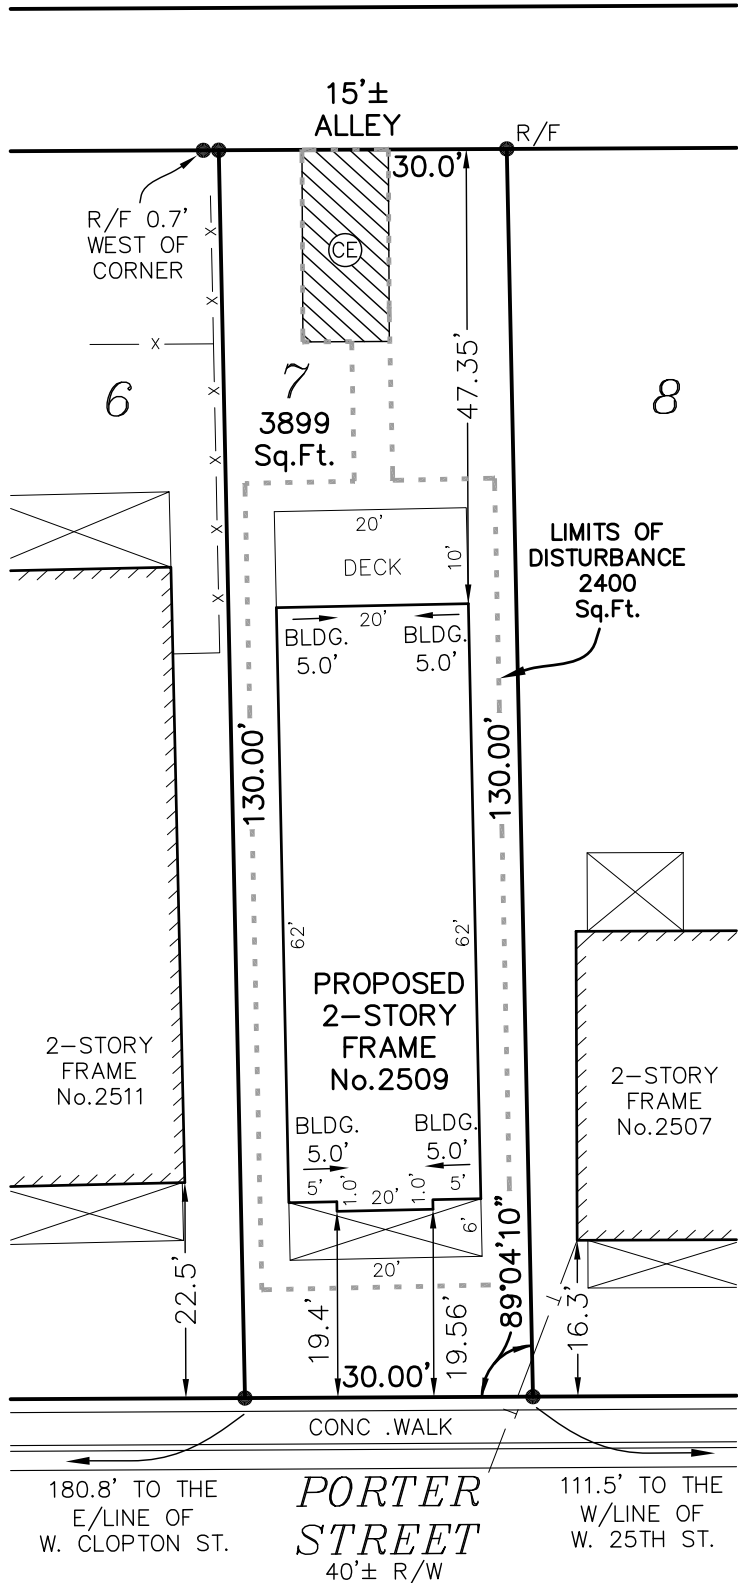 15'±
ALLEY
R/F
30.0'
R/F 0.7'
WEST OF
CORNER
CE
X
X
X
X
X
X
X
47.35'
6
7
8
3899
Sq.Ft.
20'
DECK
10'
LIMITS OF
DISTURBANCE
2400
Sq.Ft.
20'
BLDG.
5.0'
BLDG.
5.0'
130.00'
130.00'
62'
62'
PROPOSED
2-STORY
FRAME
No.2509
2-STORY
FRAME
No.2511
2-STORY
FRAME
No.2507
BLDG.
5.0'
BLDG.
5.0'
5'
1.0'
20'
1.0'
5'
6'
20'
22.5'
19.4'
19.56'
89°04'10"
16.3'
30.00'
CONC .WALK
180.8' TO THE
E/LINE OF
W. CLOPTON ST.
PORTER
STREET
40'± R/W
111.5' TO THE
W/LINE OF
W. 25TH ST.